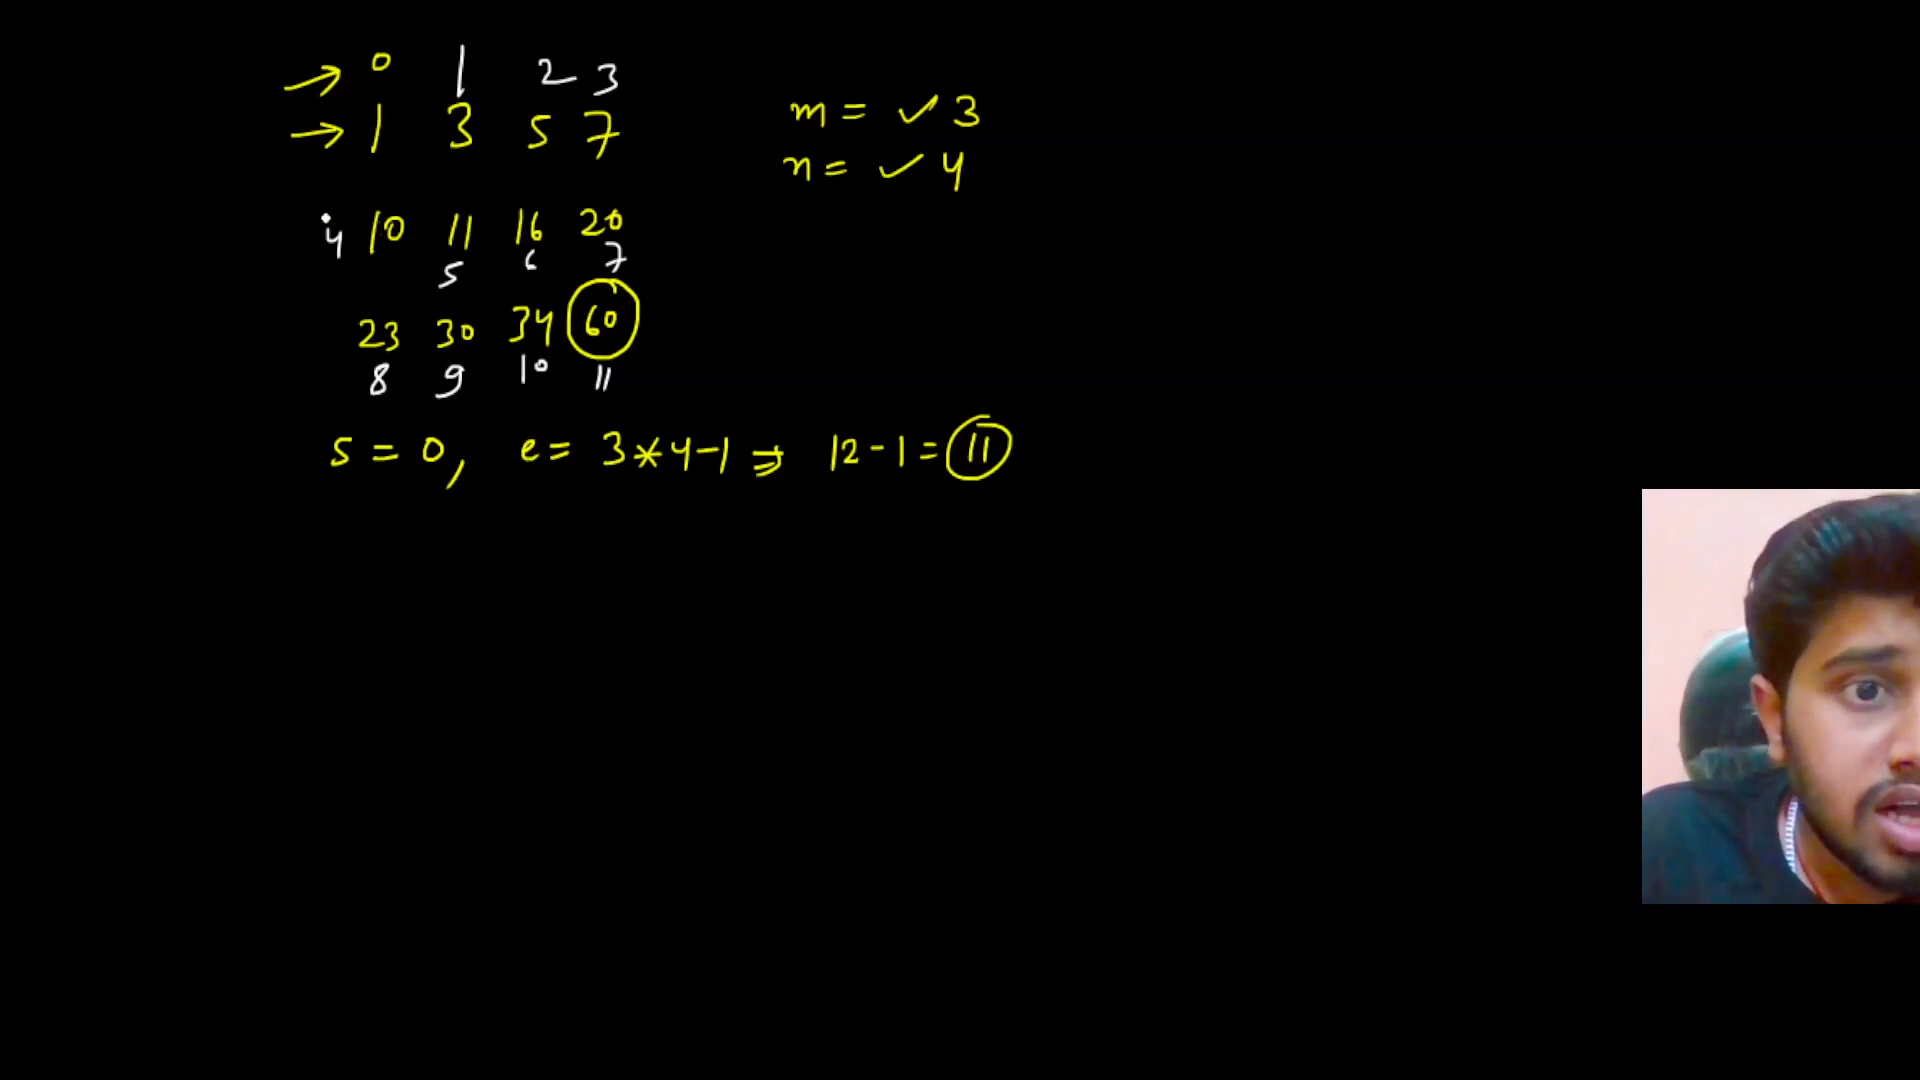 → 0 1 2 3
→ 1 3 5 7
m = ✓ 3
n = ✓ 4
4 10 11 16 20
5 6 7
23 30 34 60
8 9 10 11
s = 0, e = 3*4-1 ⇒ 12-1 = 11